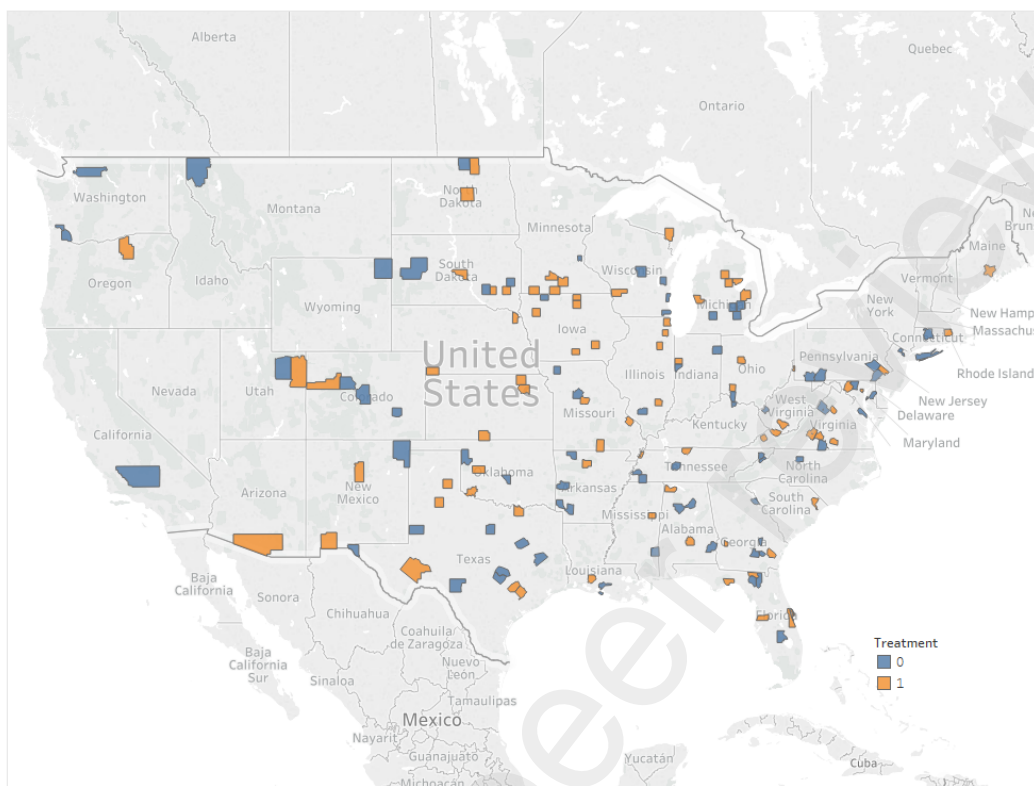 Alberta
Quebec
Ontario
Washington
Montana
North
Dakota
Minnesota
Maine
N
Brun
Oregon
Idaho
South
Dakota
Wisconsin
Michigan
Vermont
Wyoming
New
York
New Hamp
Massachus
Connecticut
Rhode Island
Iowa
United
States
Nevada
Utah
Colorado
Illinois
Indiana
Ohio
Pennsylvania
New Jersey
Delaware
Maryland
California
Missouri
West
Virginia
Virginia
Kentucky
Arizona
New
Mexico
Oklahoma
Arkansas
Tennessee
North
Carolina
South
Carolina
Mississippi
Alabama
Georgia
Texas
Louisiana
Florida
Baja
California
Sonora
Chihuahua
Coahuila
de Zaragoza
Baja
California
Sur
Sinaloa
Nuevo
León
Tamaulipas
Mexico
Nayarit
Guanajuato
Michoacán
Yucatán
Cuba
Treatment
0
1